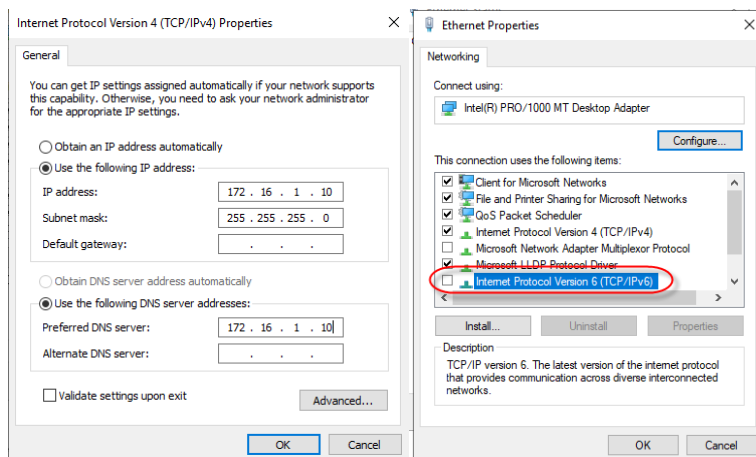 Internet Protocol Version 4 (TCP/IPv4) Properties
General
You can get IP settings assigned automatically if your network supports
this capability. Otherwise, you need to ask your network administrator
for the appropriate IP settings.
Obtain an IP address automatically
Use the following IP address:
IP address:
172 . 16 . 1 . 10
Subnet mask:
255 . 255 . 255 . 0
Default gateway:
. . .
Obtain DNS server address automatically
Use the following DNS server addresses:
Preferred DNS server:
172 . 16 . 1 . 10
Alternate DNS server:
. . .
Validate settings upon exit
Advanced...
OK
Cancel
Ethernet Properties
Networking
Connect using:
Intel(R) PRO/1000 MT Desktop Adapter
Configure...
This connection uses the following items:
Client for Microsoft Networks
File and Printer Sharing for Microsoft Networks
QoS Packet Scheduler
Internet Protocol Version 4 (TCP/IPv4)
Microsoft Network Adapter Multiplexor Protocol
Microsoft LLDP Protocol Driver
Internet Protocol Version 6 (TCP/IPv6)
Install...
Uninstall
Properties
Description
TCP/IP version 6. The latest version of the internet protocol
that provides communication across diverse interconnected
networks.
OK
Cancel